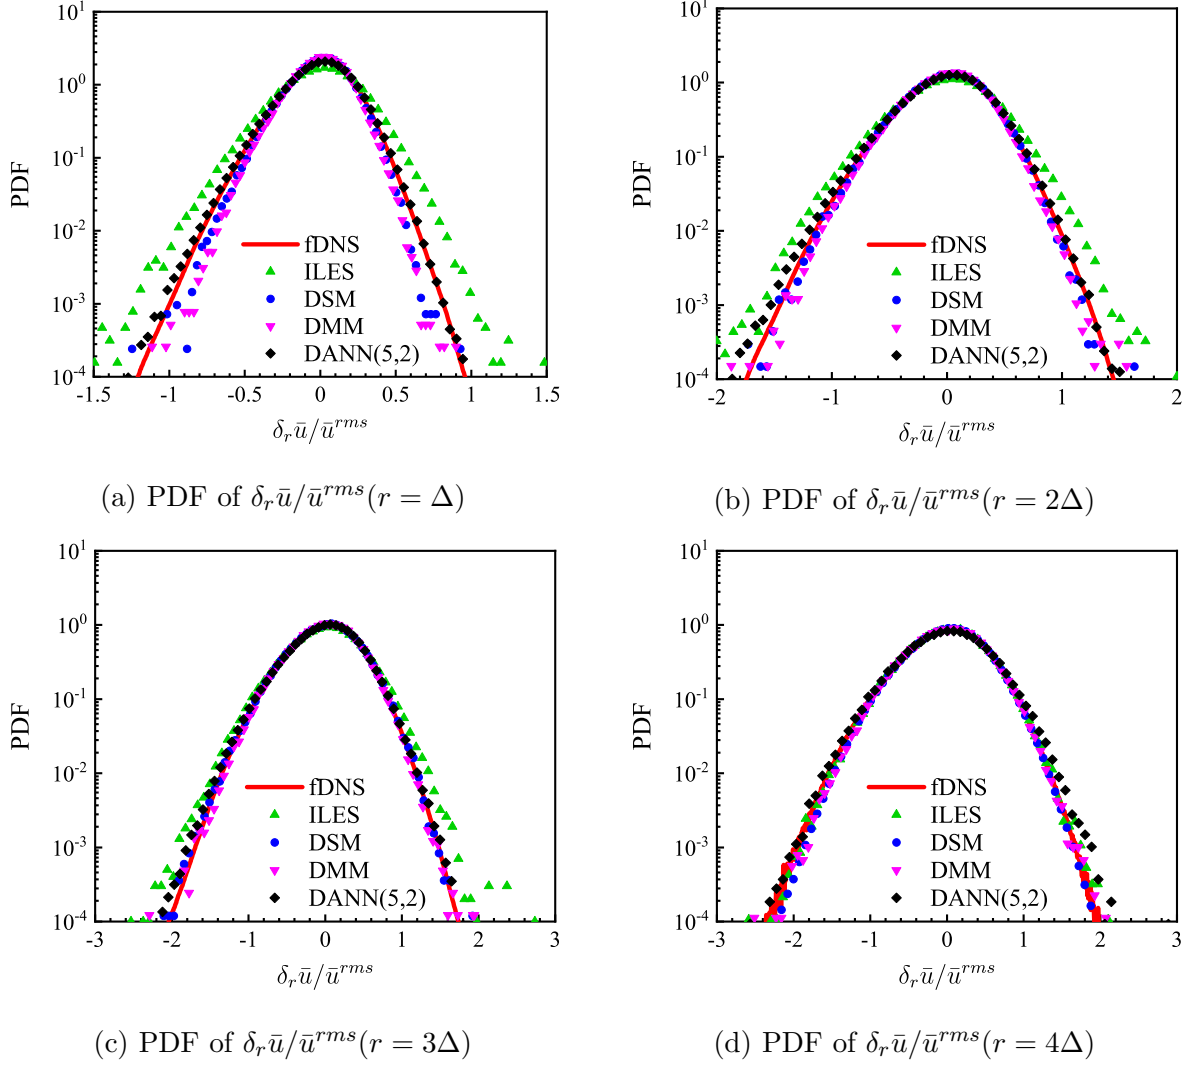 10^1
10^0
10^-1
10^-2
10^-3
10^-4
PDF
fDNS
ILES
DSM
DMM
DANN(5,2)
-1.5 -1 -0.5 0 0.5 1 1.5
δ_r ū/ū^{rms}
(a) PDF of δ_r ū/ū^{rms}(r = Δ)
10^2
10^1
10^0
10^-1
10^-2
10^-3
10^-4
PDF
fDNS
ILES
DSM
DMM
DANN(5,2)
-2 -1 0 1 2
δ_r ū/ū^{rms}
(b) PDF of δ_r ū/ū^{rms}(r = 2Δ)
10^1
10^0
10^-1
10^-2
10^-3
10^-4
PDF
fDNS
ILES
DSM
DMM
DANN(5,2)
-3 -2 -1 0 1 2 3
δ_r ū/ū^{rms}
(c) PDF of δ_r ū/ū^{rms}(r = 3Δ)
10^1
10^0
10^-1
10^-2
10^-3
10^-4
PDF
fDNS
ILES
DSM
DMM
DANN(5,2)
-3 -2 -1 0 1 2 3
δ_r ū/ū^{rms}
(d) PDF of δ_r ū/ū^{rms}(r = 4Δ)